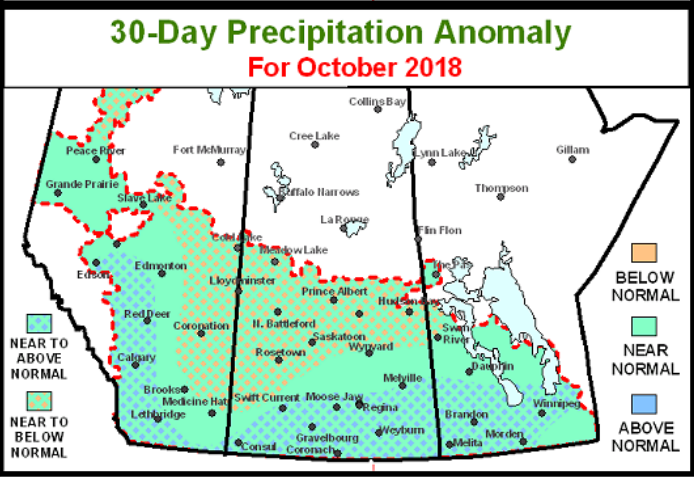 30-Day Precipitation Anomaly
For October 2018
Collins Bay
Cree Lake
Peace River
Fort McMurray
Lynn Lake
Gillam
Grande Prairie
Buffalo Narrows
Thompson
Slave Lake
La Ronge
Flin Flon
Cold Lake
Meadow Lake
Edson
Edmonton
The Pas
Lloydminster
Prince Albert
Hudson Bay
BELOW
NORMAL
Red Deer
Coronation
N. Battleford
Saskatoon
Swan
River
NEAR TO
ABOVE
NORMAL
Calgary
Rosetown
Wynyard
Dauphin
NEAR
NORMAL
Brooks
Melville
Medicine Hat
Swift Current
Moose Jaw
Regina
Brandon
Winnipeg
Lethbridge
NEAR TO
BELOW
NORMAL
Gravelbourg
Weyburn
Morden
ABOVE
NORMAL
Consul
Coronach
Melita